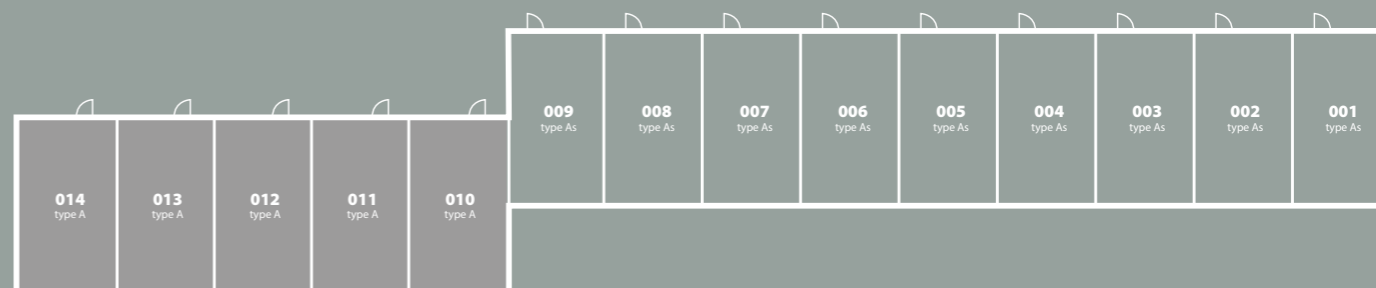 009
type As
008
type As
007
type As
006
type As
005
type As
004
type As
003
type As
002
type As
001
type As
014
type A
013
type A
012
type A
011
type A
010
type A